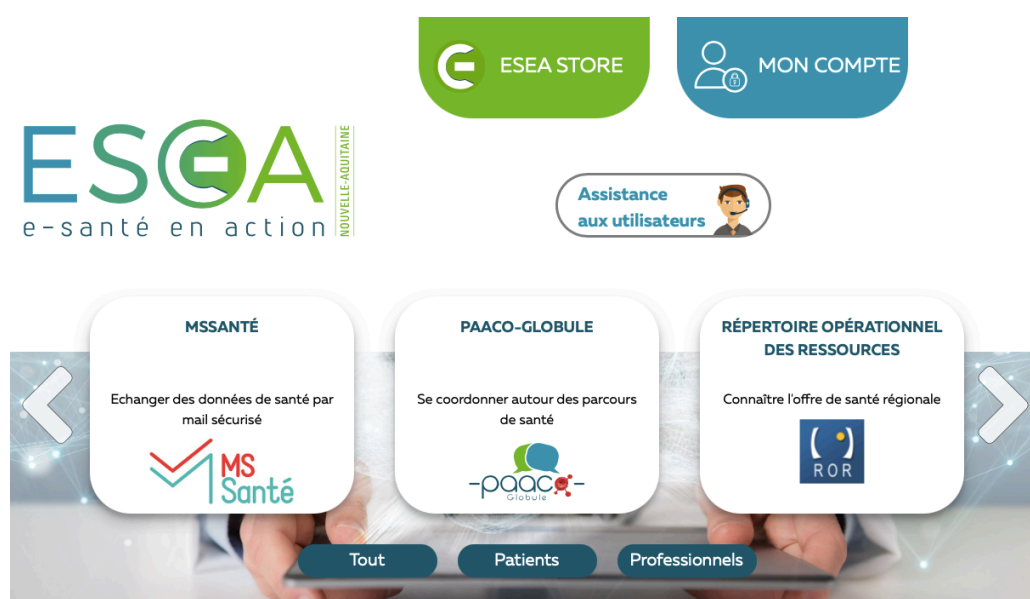 ESEA STORE
MON COMPTE
ESEA
NOUVELLE-AQUITAINE
e-santé en action
Assistance
aux utilisateurs
MSSANTÉ
Echanger des données de santé par
mail sécurisé
MS
Santé
PAACO-GLOBULE
Se coordonner autour des parcours
de santé
-paaco-
Globule
RÉPERTOIRE OPÉRATIONNEL
DES RESSOURCES
Connaître l'offre de santé régionale
ROR
Tout
Patients
Professionnels